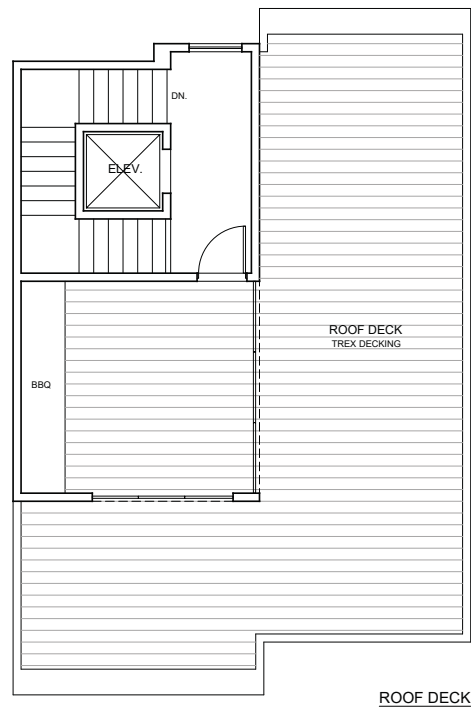 DN.
ELEV.
ROOF DECK
TREX DECKING
BBQ
ROOF DECK